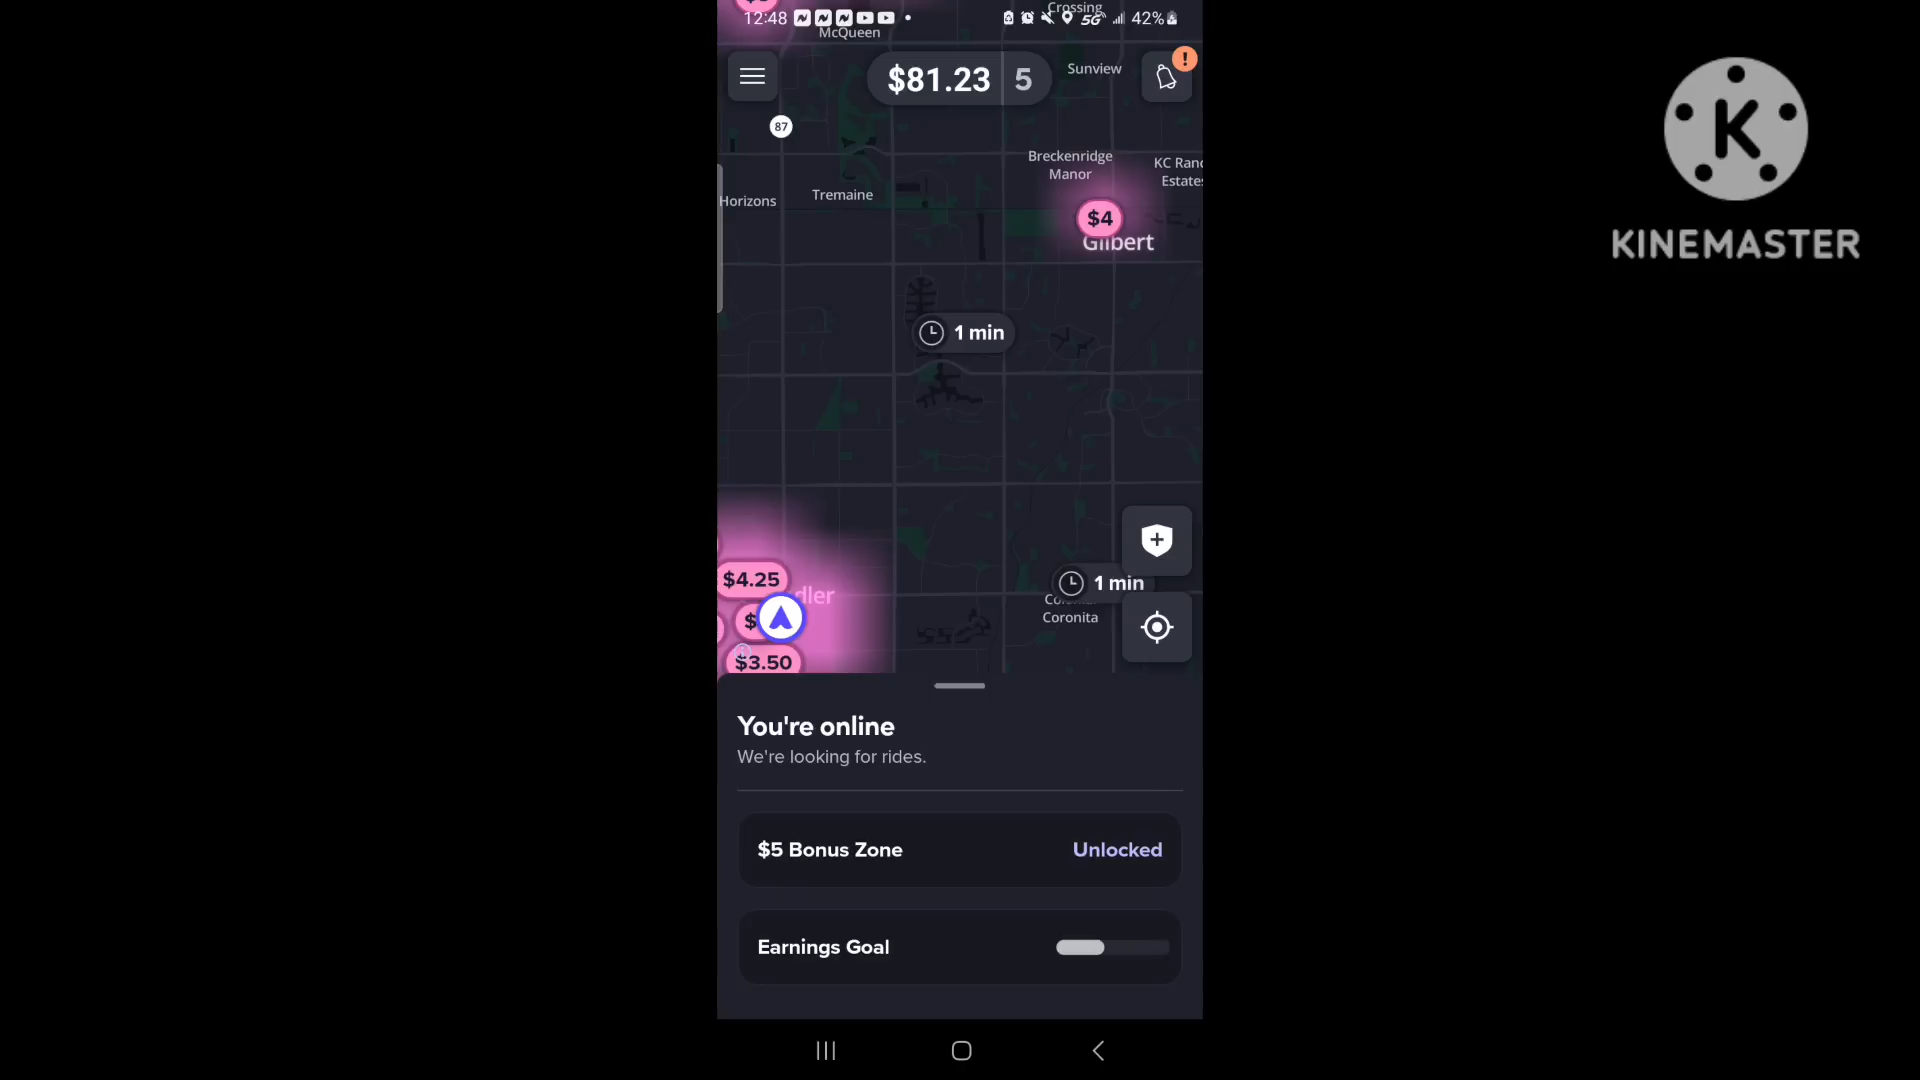 Crossing
12:48 5G 42%
McQueen
$81.23 5
Sunview
!
87
Breckenridge
Manor
KC Ranc
Estates
Horizons
Tremaine
$4
Gilbert
1 min
$4.25
dler
$
1 min
Coronita
$3.50
You're online
We're looking for rides.
$5 Bonus Zone
Unlocked
Earnings Goal
K
KINEMASTER